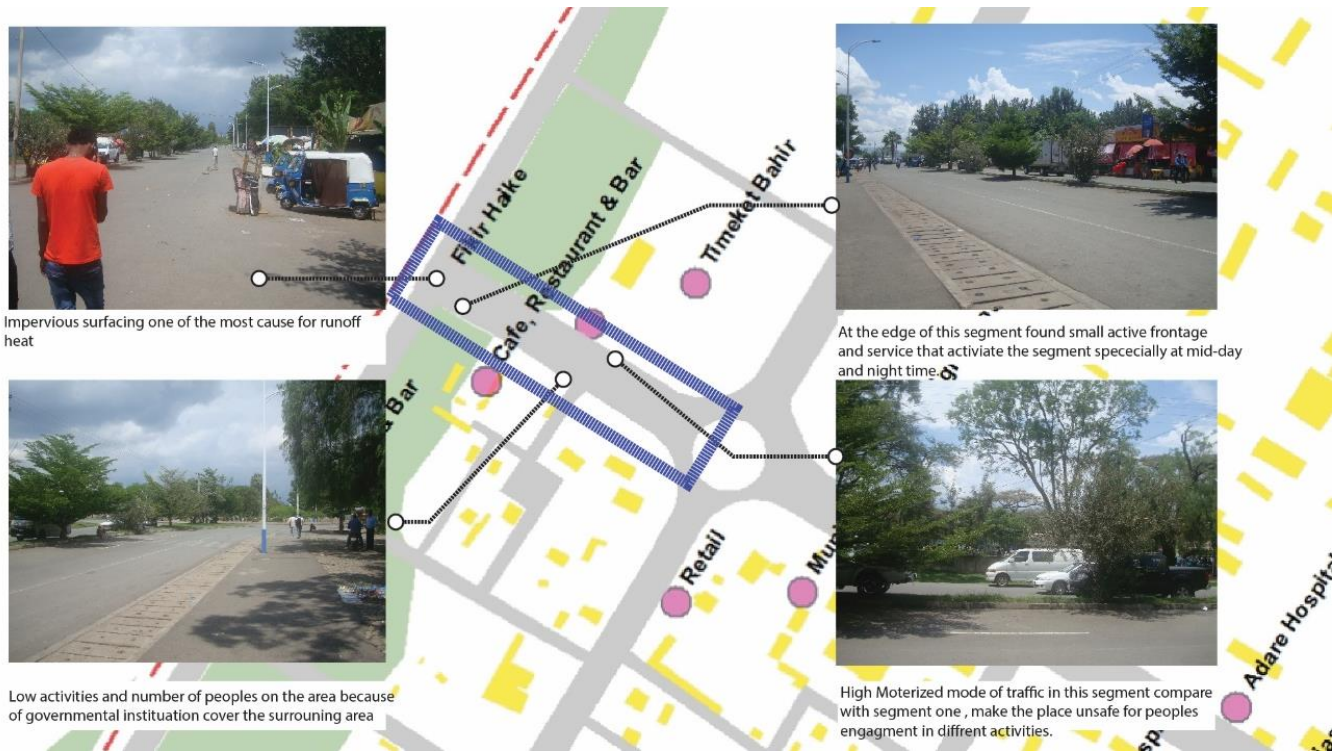 Impervious surfacing one of the most cause for runoff
heat
At the edge of this segment found small active frontage
and service that activiate the segment spececially at mid-day
and night time.
Low activities and number of peoples on the area because
of governmental instituation cover the surrouning area
High Moterized mode of traffic in this segment compare
with segment one , make the place unsafe for peoples
engagment in diffrent activities.
Fikir Haike
Cafe, Restaurant & Bar
Timeket Bahir
& Bar
Retail
Adare Hospital